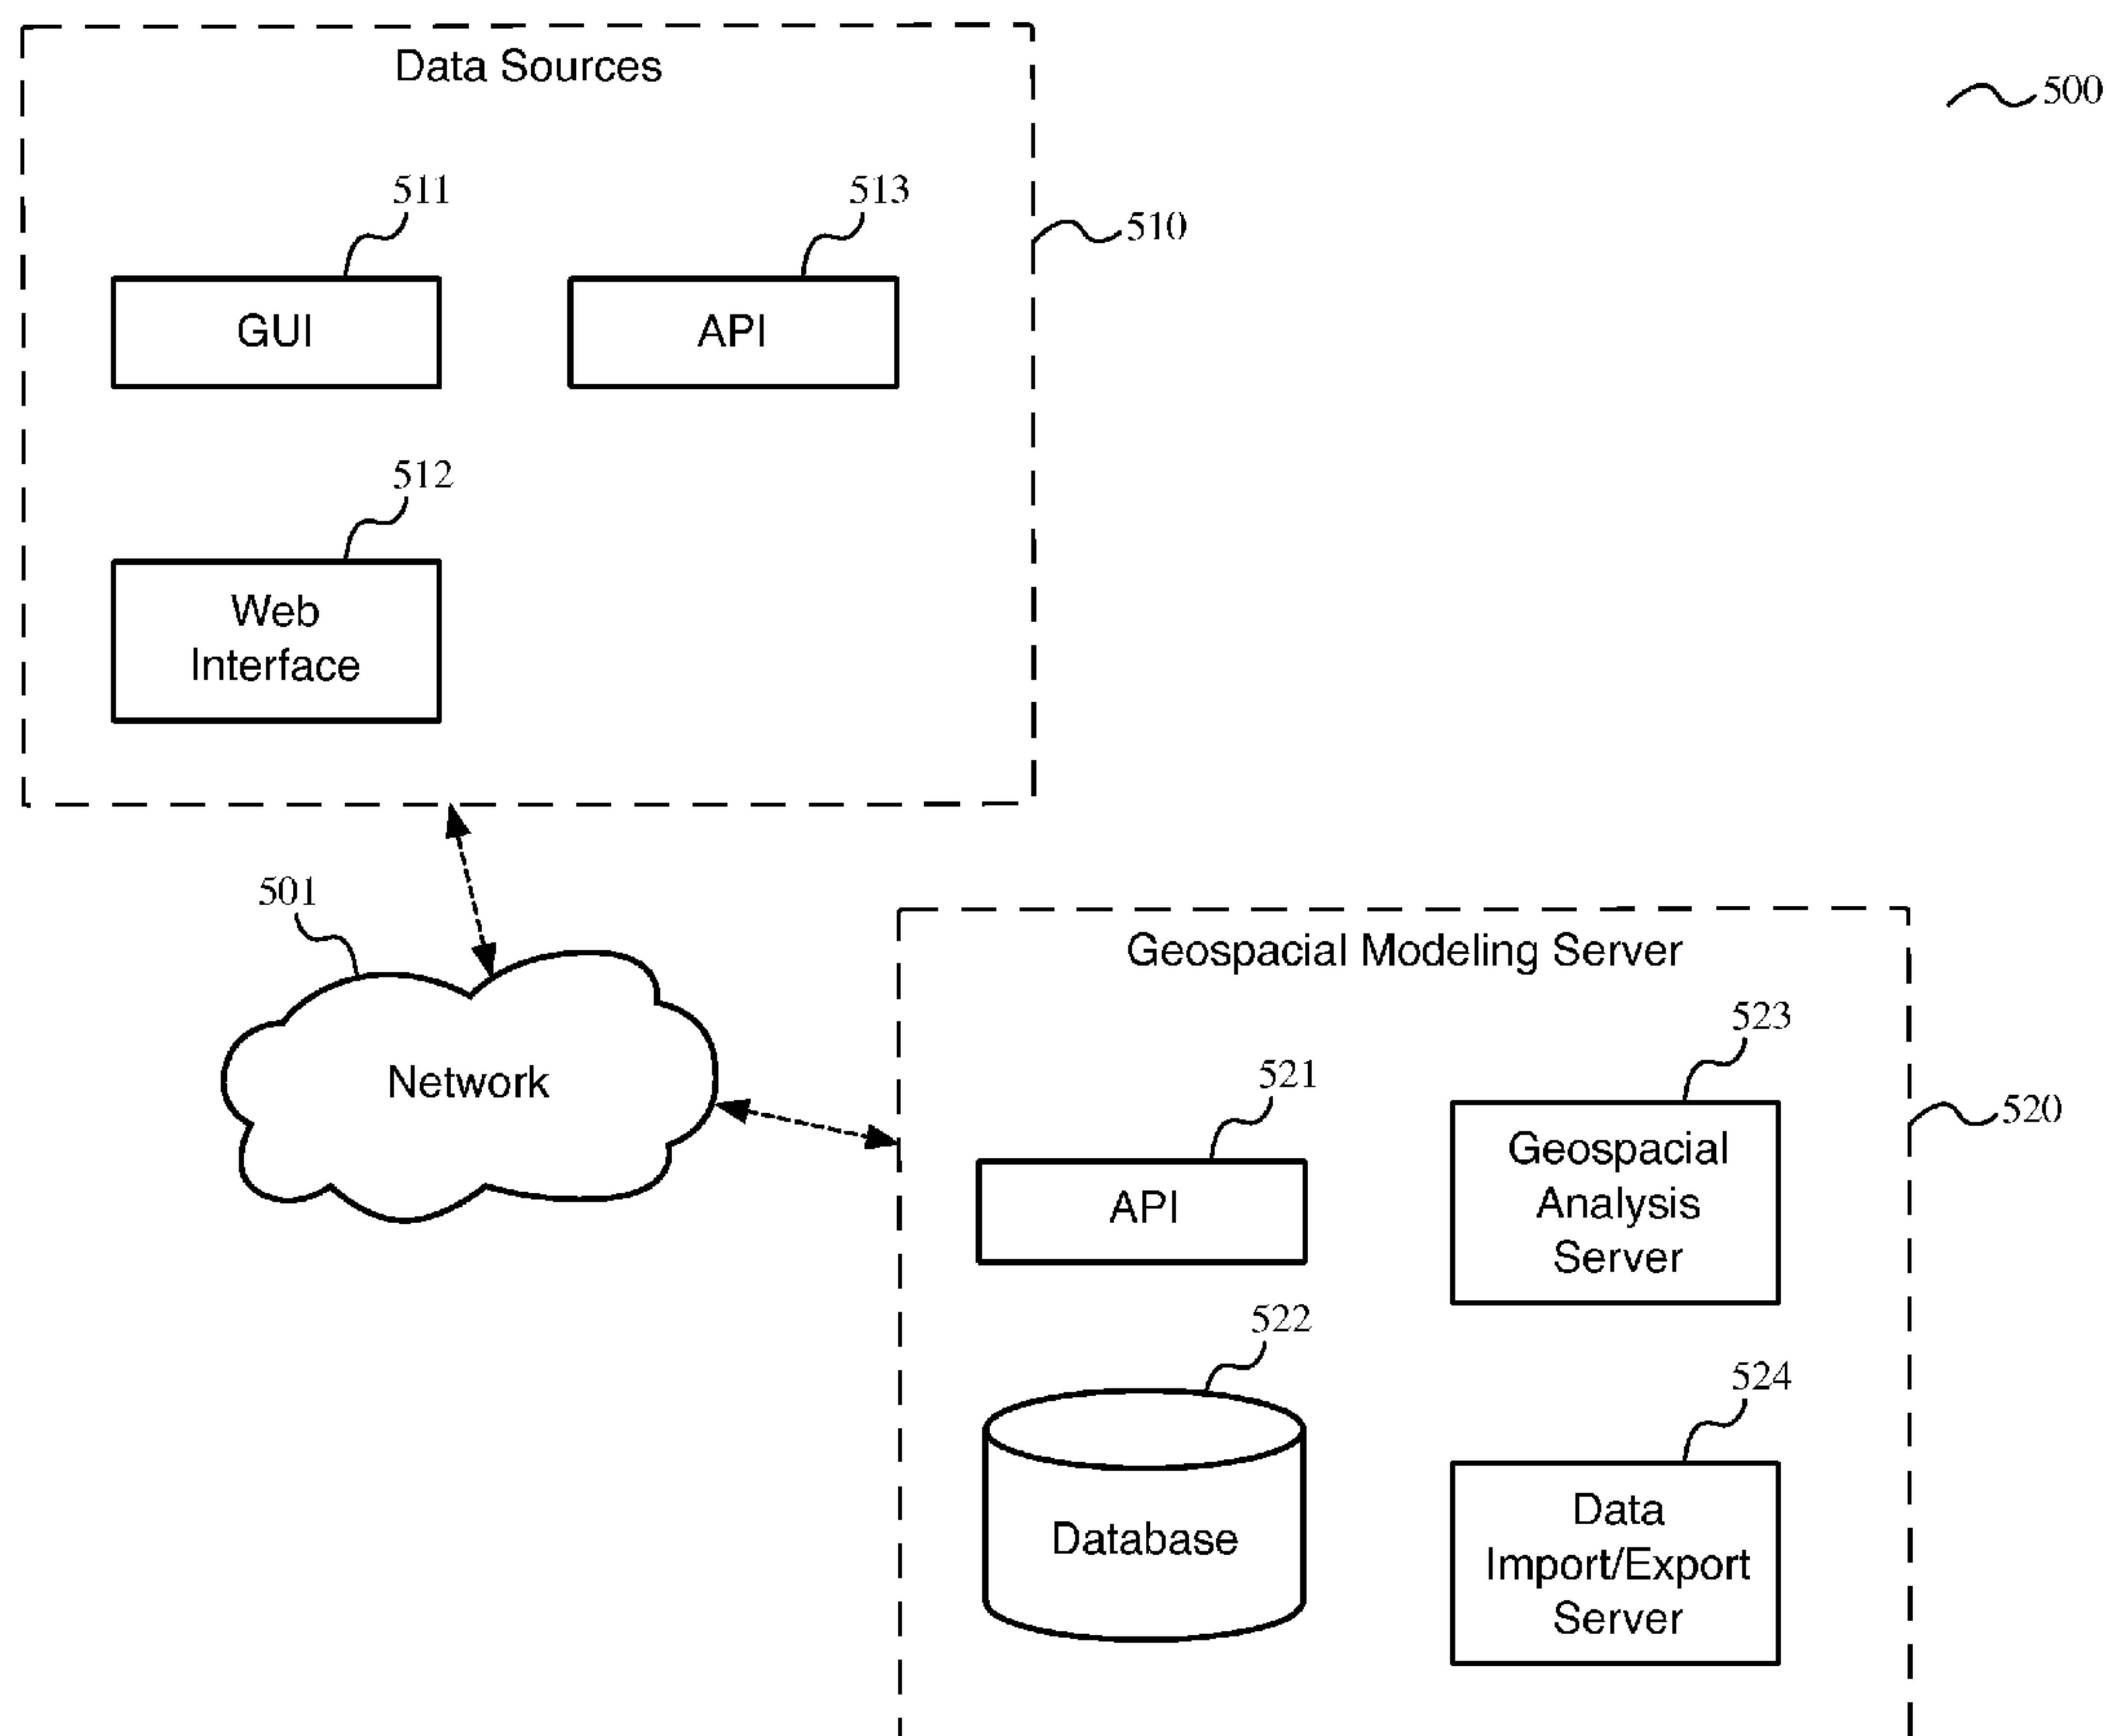 Data Sources
500
511
513
510
GUI
API
512
Web
Interface
501
Network
Geospacial Modeling Server
523
521
520
Geospacial
Analysis
Server
API
522
524
Database
Data
Import/Export
Server